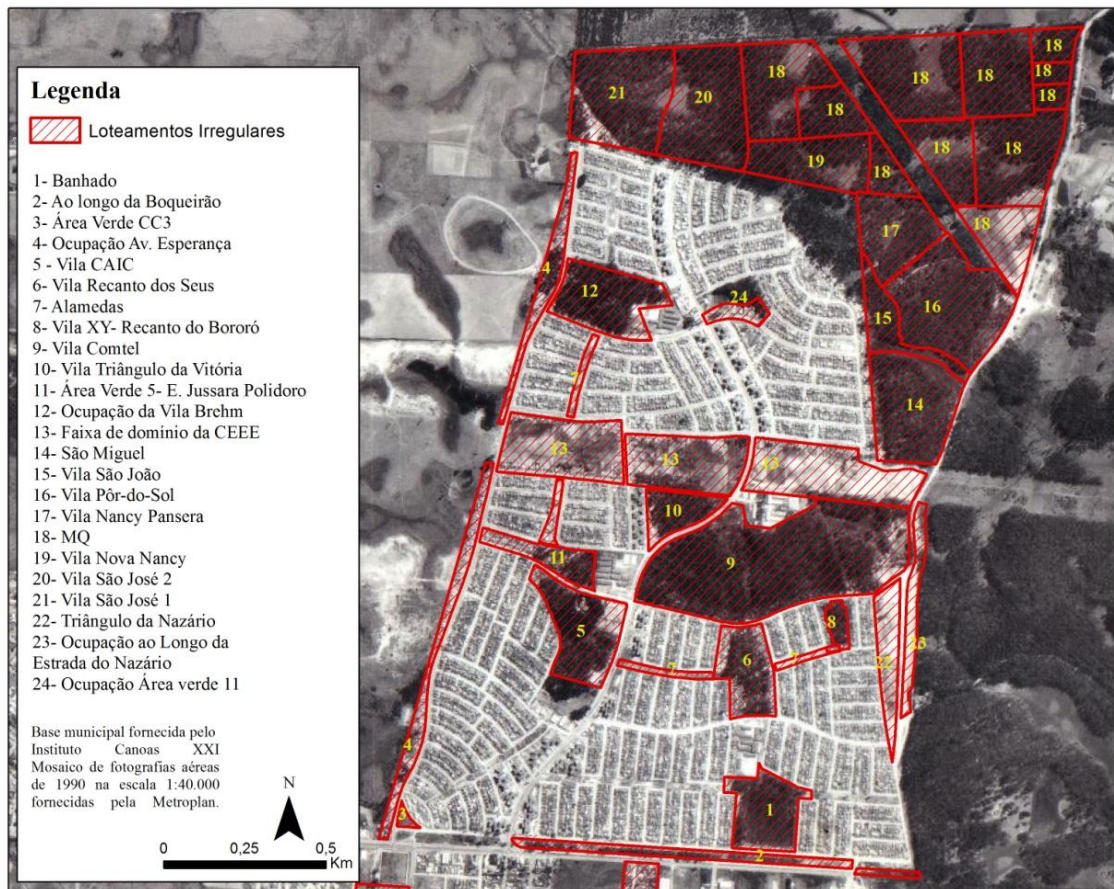 Legenda
Loteamentos Irregulares
1- Banhado
2- Ao longo da Boqueirão
3- Área Verde CC3
4- Ocupação Av. Esperança
5 - Vila CAIC
6- Vila Recanto dos Seus
7- Alamedas
8- Vila XY- Recanto do Bororó
9- Vila Comtel
10- Vila Triângulo da Vitória
11- Área Verde 5- E. Jussara Polidoro
12- Ocupação da Vila Brehm
13- Faixa de domínio da CEEE
14- São Miguel
15- Vila São João
16- Vila Pôr-do-Sol
17- Vila Nancy Pansera
18- MQ
19- Vila Nova Nancy
20- Vila São José 2
21- Vila São José 1
22- Triângulo da Nazário
23- Ocupação ao Longo da
Estrada do Nazário
24- Ocupação Área verde 11
Base municipal fornecida pelo
Instituto Canoas XXI
Mosaico de fotografias aéreas
de 1990 na escala 1:40.000
fornecidas pela Metroplan.
N
0 0,25 0,5
Km
18
18 18 18
21 20 18
18 18
18 18
19 18
17 18
4
12 24
15 16
7
14
13 13 13
10
11 9
5 8
6 22 23
7 7
4
1
3
2